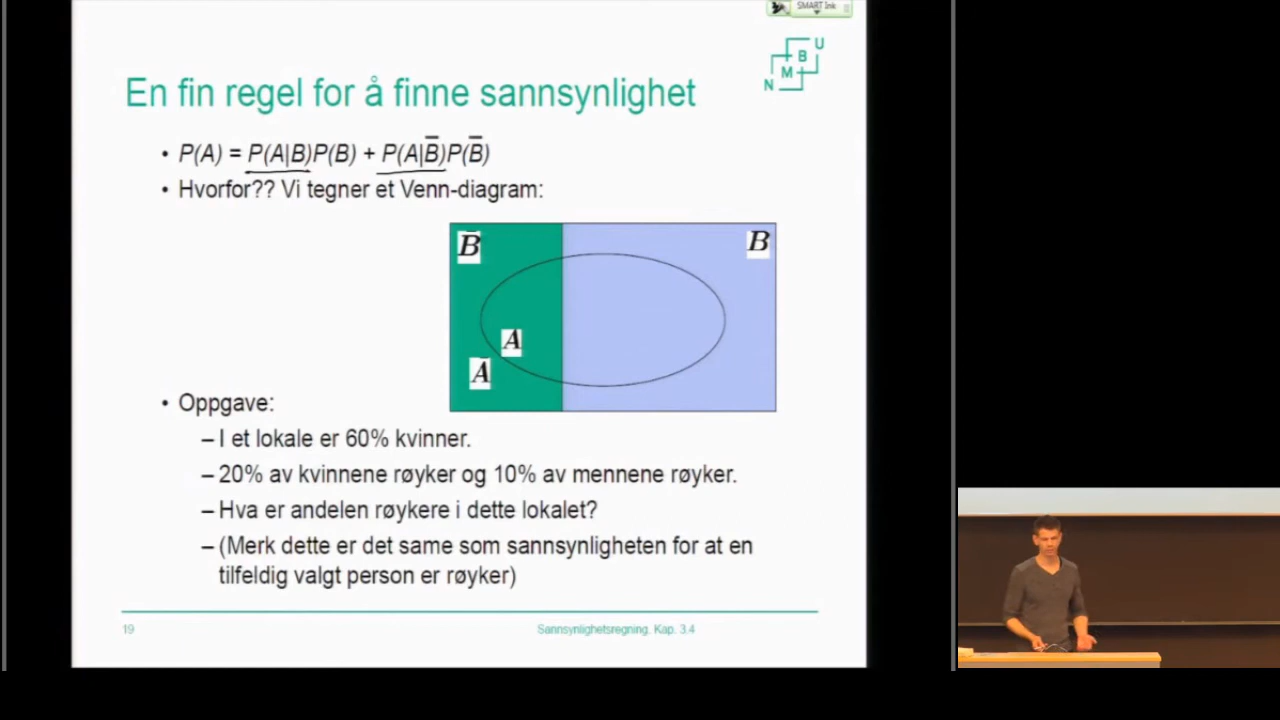 SMART Ink
N M B U
En fin regel for å finne sannsynlighet
• P(A) = P(A|B)P(B) + P(A|B̅)P(B̅)
• Hvorfor?? Vi tegner et Venn-diagram:
B̅ B
A
A̅
• Oppgave:
– I et lokale er 60% kvinner.
– 20% av kvinnene røyker og 10% av mennene røyker.
– Hva er andelen røykere i dette lokalet?
– (Merk dette er det same som sannsynligheten for at en
tilfeldig valgt person er røyker)
19 Sannsynlighetsregning. Kap. 3.4